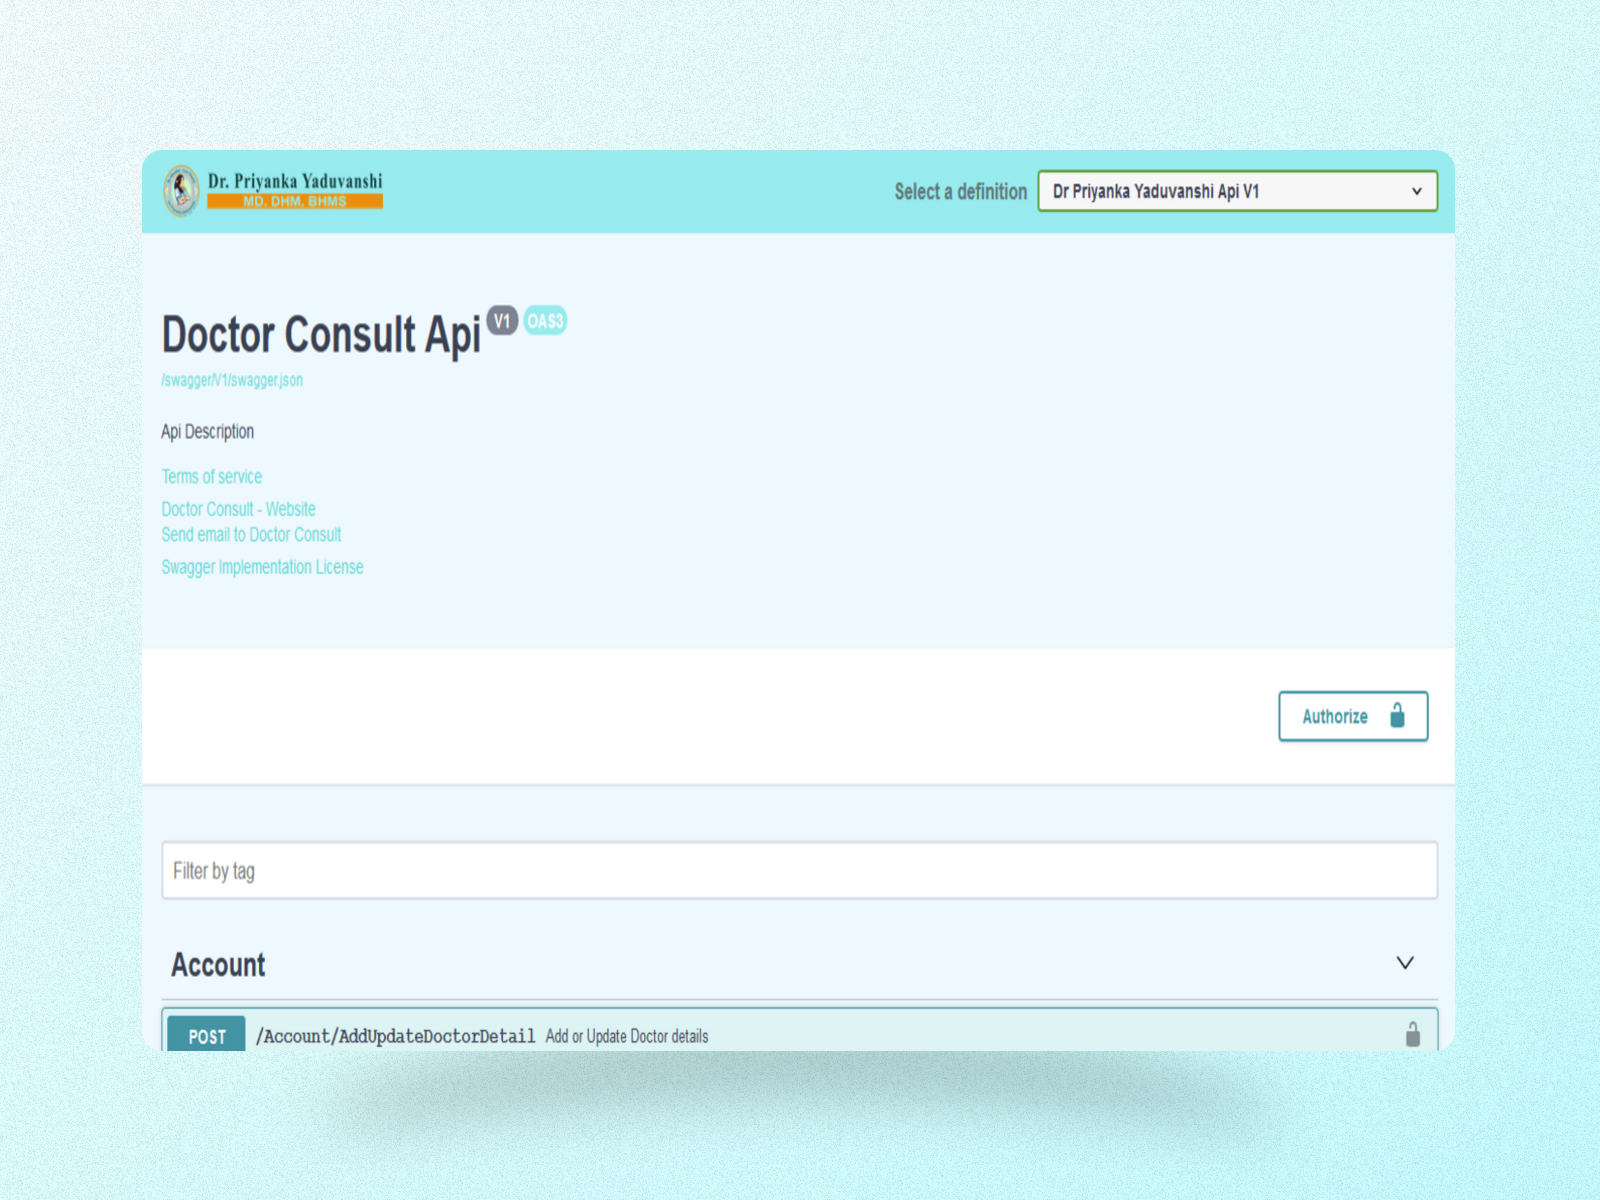 Dr. Priyanka Yaduvanshi
MD, DHM, BHMS
Select a definition
Dr Priyanka Yaduvanshi Api V1
Doctor Consult Api V1 OAS3
/swagger/V1/swagger.json
Api Description
Terms of service
Doctor Consult - Website
Send email to Doctor Consult
Swagger Implementation License
Authorize
Filter by tag
Account
POST /Account/AddUpdateDoctorDetail Add or Update Doctor details